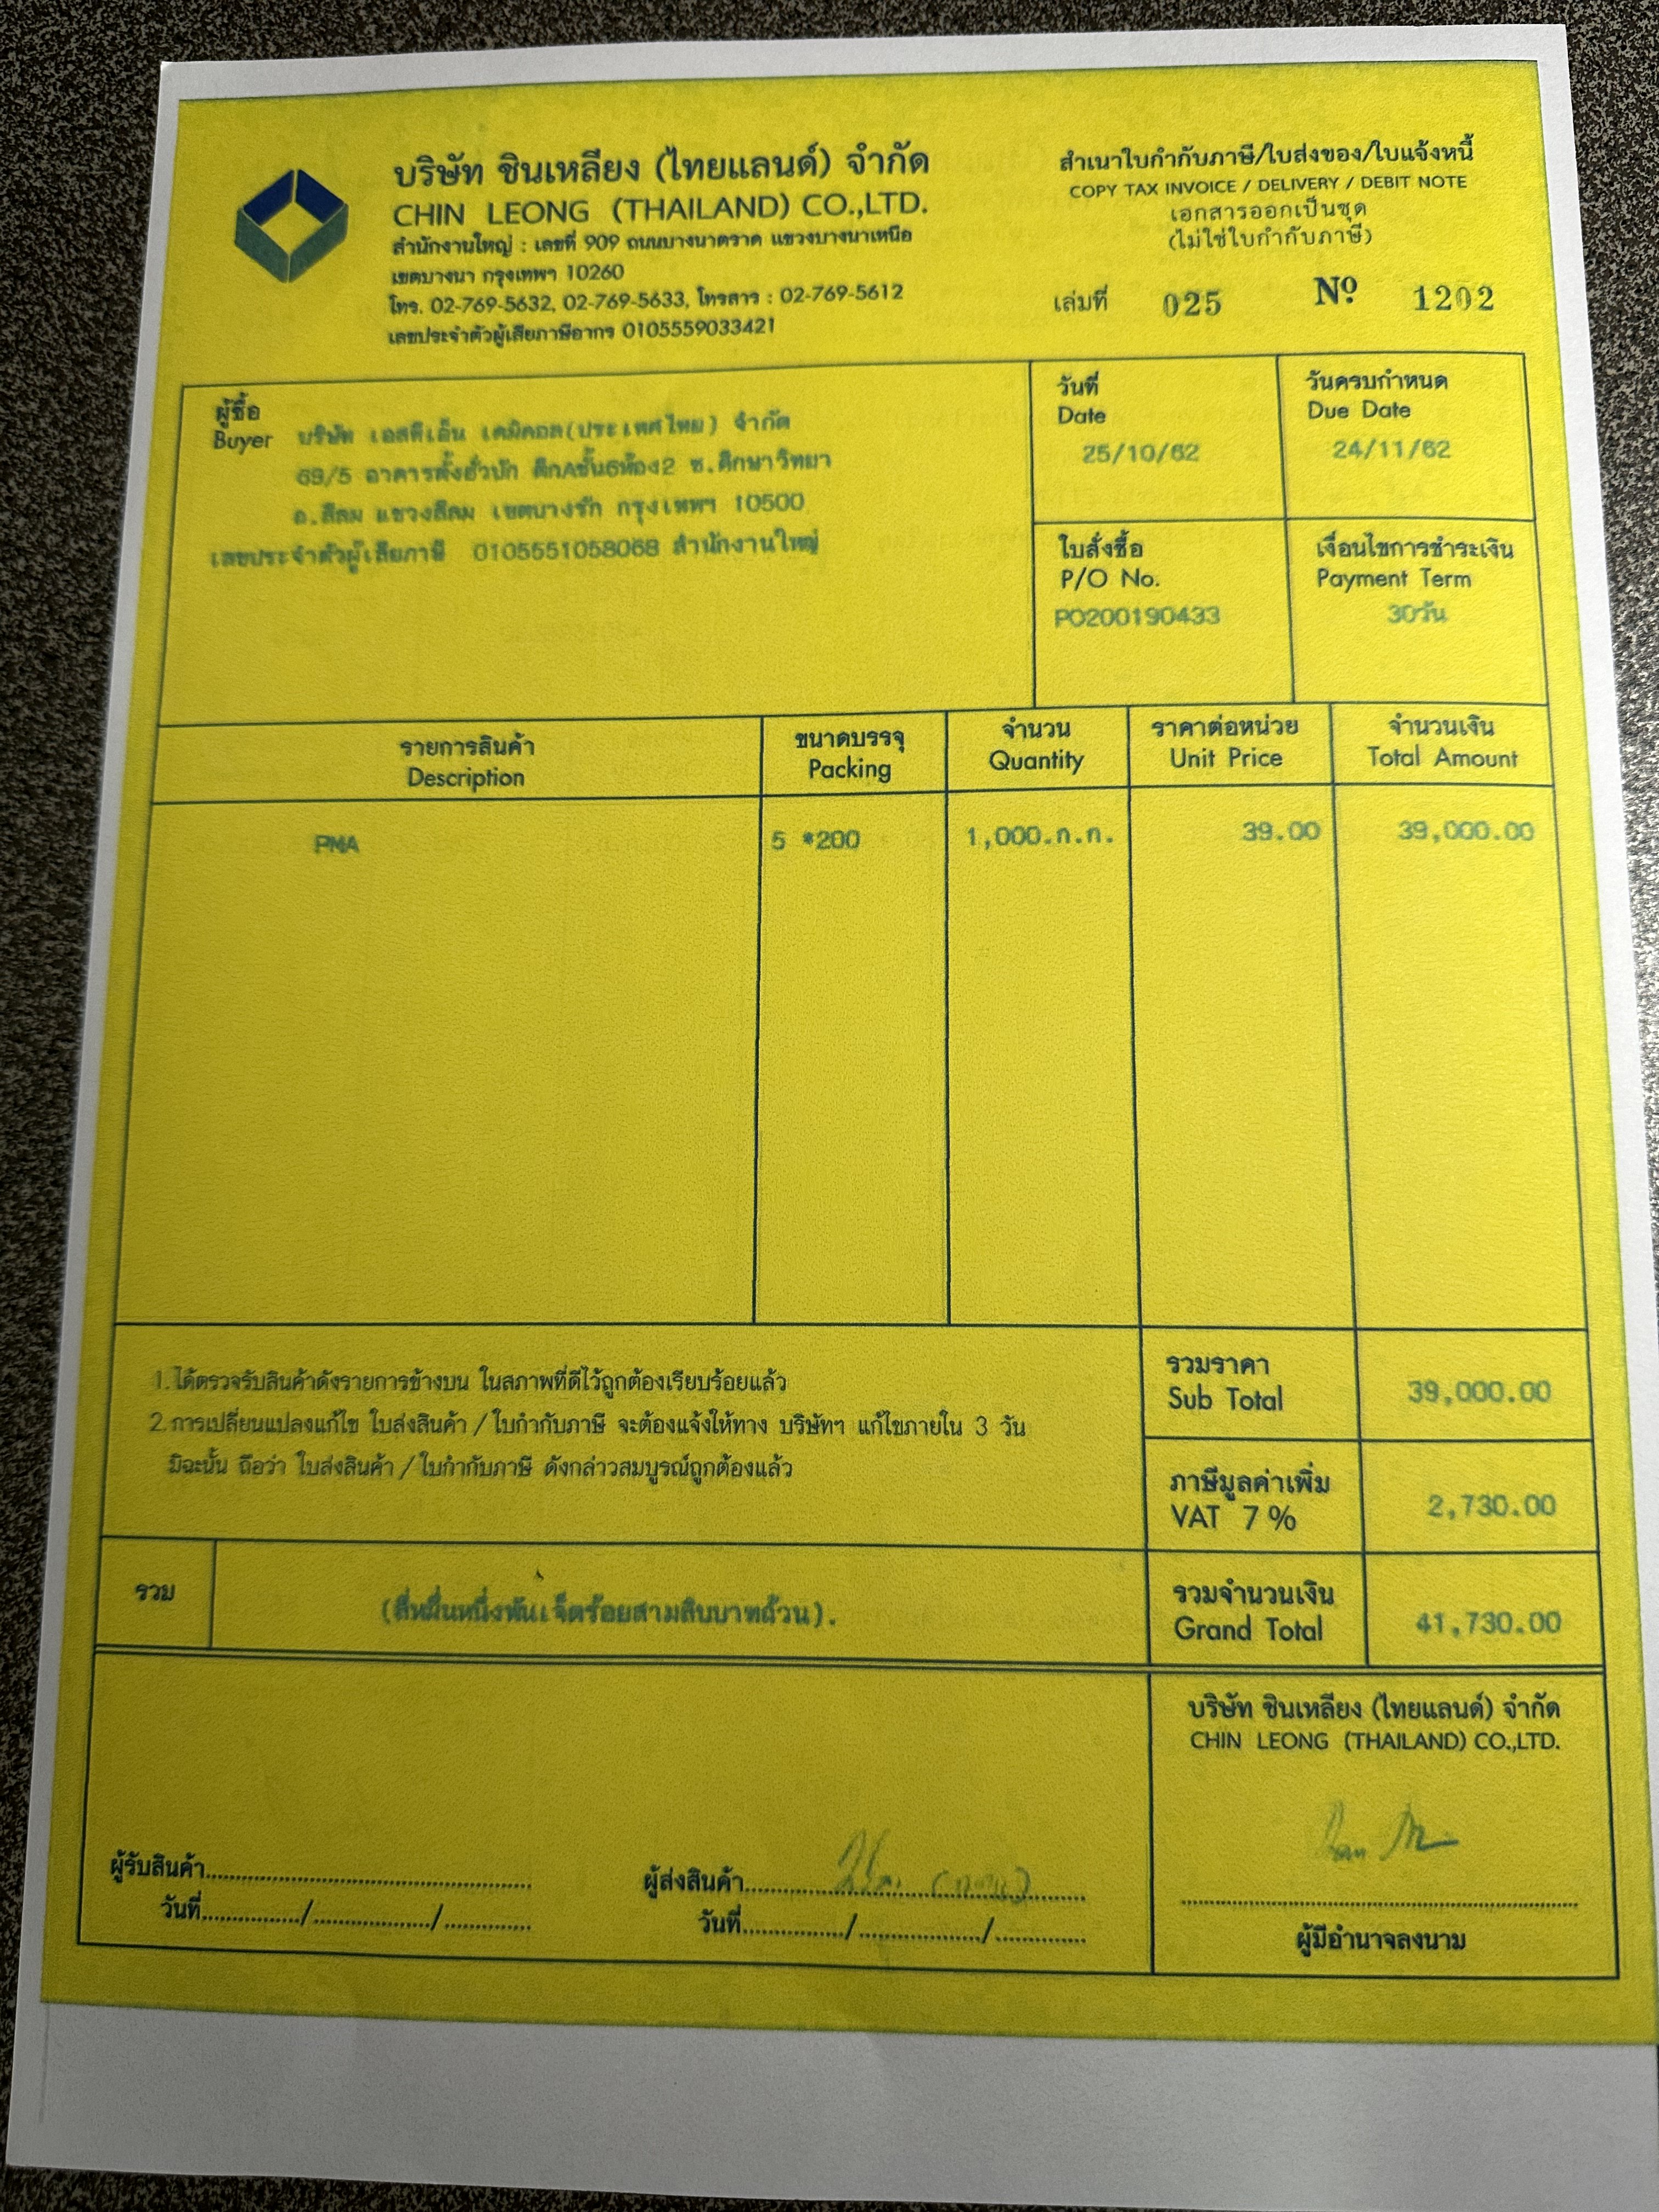 บริษัท ชินเหลียง (ไทยแลนด์) จำกัด
CHIN LEONG (THAILAND) CO.,LTD.
สำนักงานใหญ่ : เลขที่ 909 ถนนบางนาตราด แขวงบางนาเหนือ
เขตบางนา กรุงเทพฯ 10260
โทร. 02-769-5632, 02-769-5633, โทรสาร : 02-769-5612
เลขประจำตัวผู้เสียภาษีอากร 0105559033421
สำเนาใบกำกับภาษี/ใบส่งของ/ใบแจ้งหนี้
COPY TAX INVOICE / DELIVERY / DEBIT NOTE
เอกสารออกเป็นชุด
(ไม่ใช่ใบกำกับภาษี)
เล่มที่ 025 Nº 1202
ผู้ซื้อ
Buyer บริษัท เอสดีเอ็น เคมิคอล(ประเทศไทย) จำกัด
69/5 อาคารตั้งฮั่วปัก ตึกAชั้น6ห้อง2 ซ.ศึกษาวิทยา
ถ.สีลม แขวงสีลม เขตบางรัก กรุงเทพฯ 10500
เลขประจำตัวผู้เสียภาษี 0105551058068 สำนักงานใหญ่
วันที่
Date
25/10/62
วันครบกำหนด
Due Date
24/11/62
ใบสั่งซื้อ
P/O No.
PO200190433
เงื่อนไขการชำระเงิน
Payment Term
30วัน
รายการสินค้า
Description
ขนาดบรรจุ
Packing
จำนวน
Quantity
ราคาต่อหน่วย
Unit Price
จำนวนเงิน
Total Amount
PMA 5 *200 1,000.ก.ก. 39.00 39,000.00
1.ได้ตรวจรับสินค้าดังรายการข้างบน ในสภาพที่ดีไว้ถูกต้องเรียบร้อยแล้ว
2.การเปลี่ยนแปลงแก้ไข ใบส่งสินค้า / ใบกำกับภาษี จะต้องแจ้งให้ทาง บริษัทฯ แก้ไขภายใน 3 วัน
มิฉะนั้น ถือว่า ใบส่งสินค้า / ใบกำกับภาษี ดังกล่าวสมบูรณ์ถูกต้องแล้ว
รวมราคา
Sub Total 39,000.00
ภาษีมูลค่าเพิ่ม
VAT 7 % 2,730.00
รวม (สี่หมื่นหนึ่งพันเจ็ดร้อยสามสิบบาทถ้วน).
รวมจำนวนเงิน
Grand Total 41,730.00
บริษัท ชินเหลียง (ไทยแลนด์) จำกัด
CHIN LEONG (THAILAND) CO.,LTD.
ผู้รับสินค้า
วันที่......../......../........
ผู้ส่งสินค้า
วันที่......../......../........
ผู้มีอำนาจลงนาม